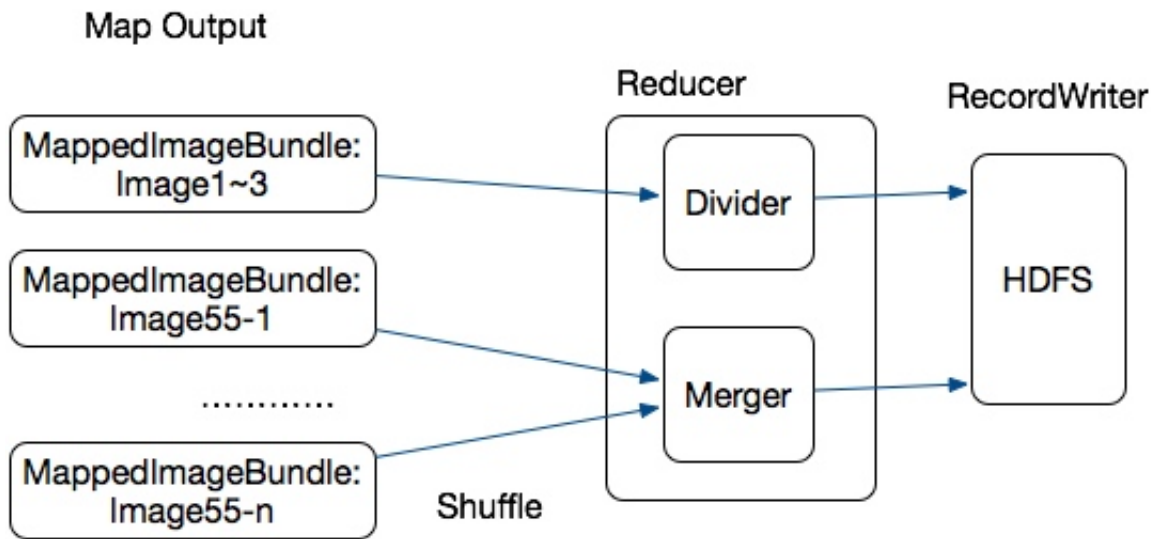 Map Output
Reducer
RecordWriter
MappedImageBundle:
Image1~3
Divider
MappedImageBundle:
Image55-1
HDFS
............
Merger
MappedImageBundle:
Image55-n
Shuffle